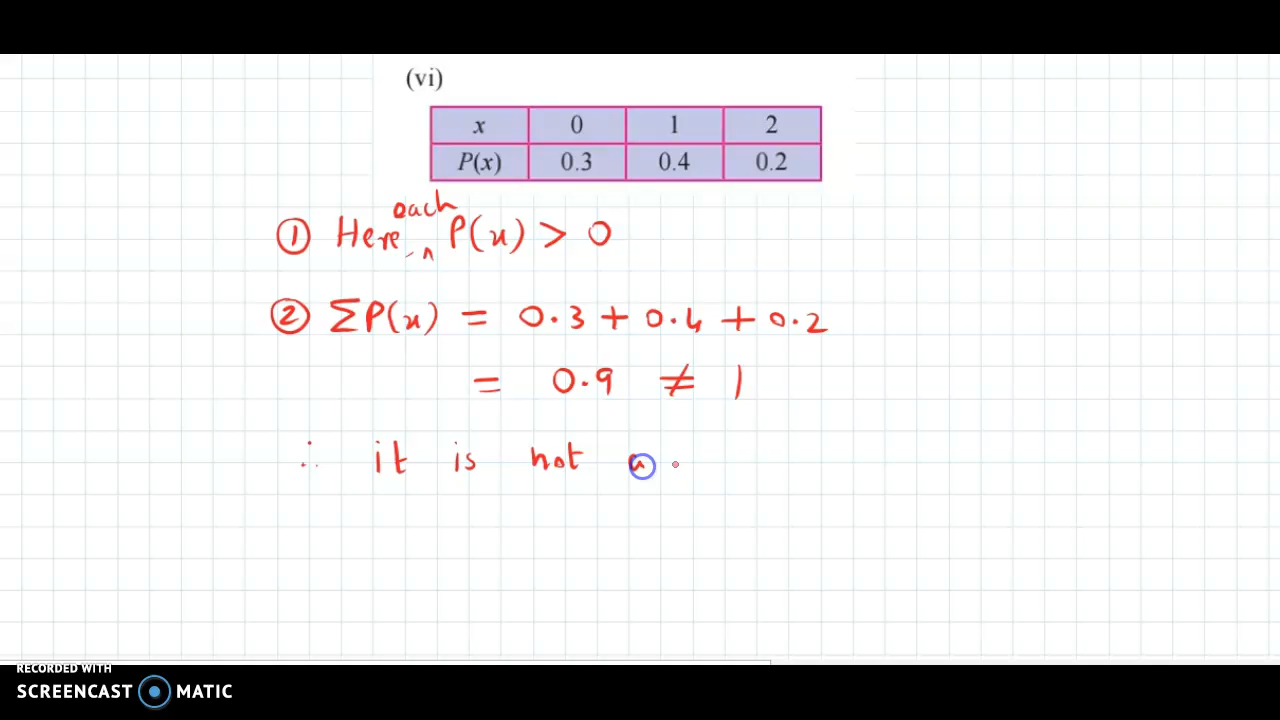 (vi)
x 0 1 2
P(x) 0.3 0.4 0.2
each
① Here P(x) > 0
② ΣP(x) = 0.3 + 0.4 + 0.2
= 0.9 ≠ 1
∴ it is not a
RECORDED WITH
SCREENCAST MATIC